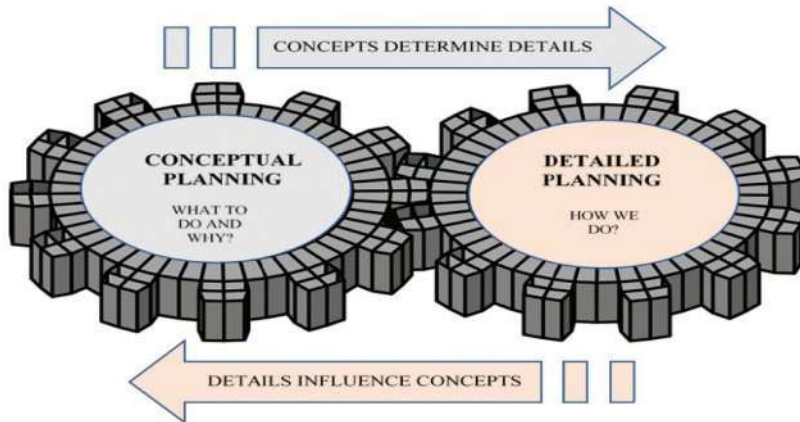 CONCEPTS DETERMINE DETAILS
CONCEPTUAL
PLANNING
WHAT TO
DO AND
WHY?
DETAILED
PLANNING
HOW WE
DO?
DETAILS INFLUENCE CONCEPTS